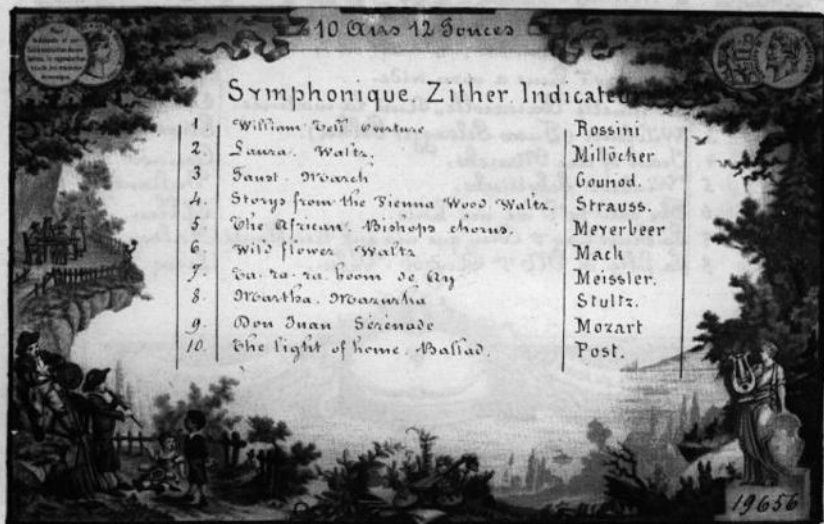 10 Airs 12 Pouces
Symphonique. Zither. Indicateu
1 William Tell Overture Rossini
2. Laura. Waltz. Millöcher
3 Faust. March Gounod.
4. Storys from the Vienna Wood Waltz. Strauss.
5. The African. Bishops chorus. Meyerbeer
6. Wild flower. Waltz Mack
7. Ta. ra. ra. boom de Ay Meissler.
8. Martha. Mazurka Stultz.
9. Don Juan Sérénade Mozart
10. The light of home. Ballad. Post.
19656